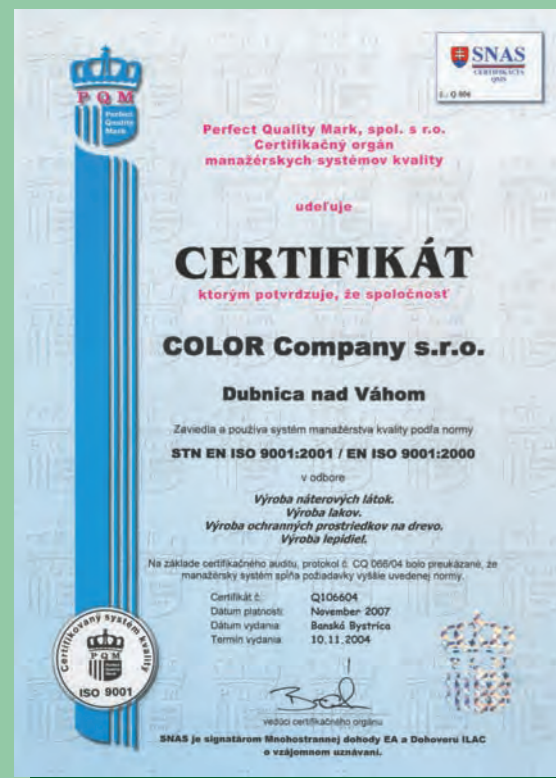 PQM
Perfect
Quality
Mark
SNAS
CERTIFIKÁCIA
QMS
Perfect Quality Mark, spol. s r.o.
Certifikačný orgán
manažérskych systémov kvality
udeľuje
CERTIFIKÁT
ktorým potvrdzuje, že spoločnosť
COLOR Company s.r.o.
Dubnica nad Váhom
Zaviedla a používa systém manažérstva kvality podľa normy
STN EN ISO 9001:2001 / EN ISO 9001:2000
v odbore
Výroba náterových látok.
Výroba lakov.
Výroba ochranných prostriedkov na drevo.
Výroba lepidiel.
Na základe certifikačného auditu, protokol č. CQ 066/04 bolo preukázané, že
manažérsky systém spĺňa požiadavky vyššie uvedenej normy.
Certifikát č.: Q106604
Dátum platnosti: November 2007
Dátum vydania: Banská Bystrica
Termín vydania: 10.11.2004
Certifikovaný systém kvality
PQM
ISO 9001
vedúci certifikačného orgánu
SNAS je signatárom Mnohostrannej dohody EA a Dohovoru ILAC
o vzájomnom uznávaní.